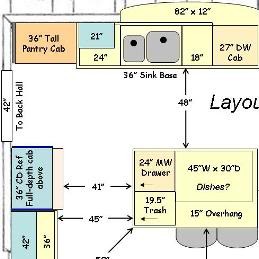 82" x 12"
36" Tall
Pantry Cab
21"
24"
18"
27" DW
Cab
36" Sink Base
42"
To Back Hall
48"
Layou
36" CD Ref
Full-depth cab
above
41"
24" MW
Drawer
45"W x 30"D
Dishes?
19.5"
Trash
15" Overhang
45"
42"
36"